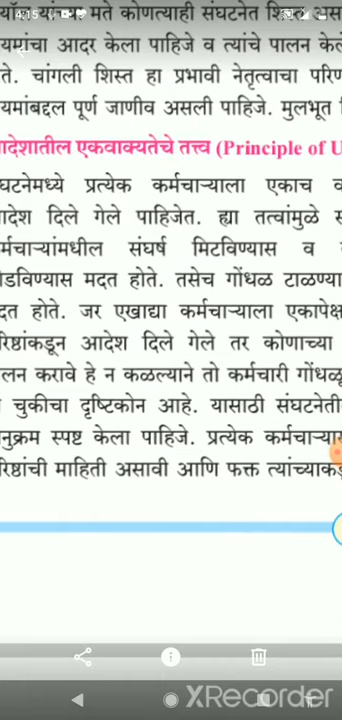 4:15
यमांचा आदर केला पाहिजे व त्यांचे पालन केले
ते. चांगली शिस्त हा प्रभावी नेतृत्वाचा परिण
यमांबद्दल पूर्ण जाणीव असली पाहिजे. मुलभूत
ादेशातील एकवाक्यतेचे तत्त्व (Principle of U
घटनेमध्ये प्रत्येक कर्मचाऱ्याला एकाच व
ादेश दिले गेले पाहिजेत. ह्या तत्वांमुळे स
र्मचाऱ्यांमधील संघर्ष मिटविण्यास व
ोडविण्यास मदत होते. तसेच गोंधळ टाळण्या
दत होते. जर एखाद्या कर्मचाऱ्याला एकापेक्ष
रिष्ठांकडून आदेश दिले गेले तर कोणाच्या
लन करावे हे न कळल्याने तो कर्मचारी गोंधळू
चुकीचा दृष्टिकोन आहे. यासाठी संघटनेती
नुक्रम स्पष्ट केला पाहिजे. प्रत्येक कर्मचाऱ्या
रिष्ठांची माहिती असावी आणि फक्त त्यांच्याकड
XRecorder